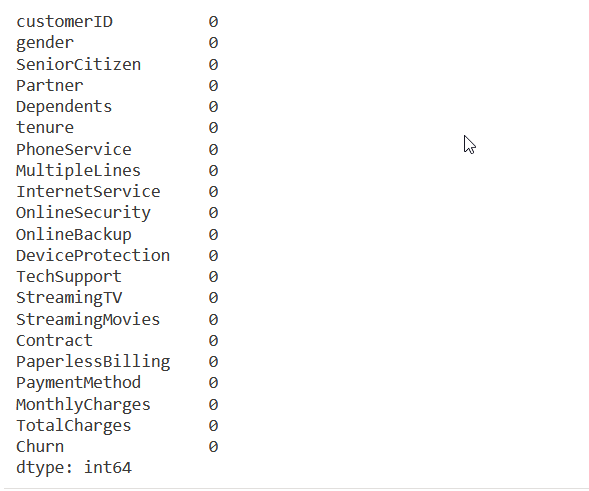 customerID 0
gender 0
SeniorCitizen 0
Partner 0
Dependents 0
tenure 0
PhoneService 0
MultipleLines 0
InternetService 0
OnlineSecurity 0
OnlineBackup 0
DeviceProtection 0
TechSupport 0
StreamingTV 0
StreamingMovies 0
Contract 0
PaperlessBilling 0
PaymentMethod 0
MonthlyCharges 0
TotalCharges 0
Churn 0
dtype: int64